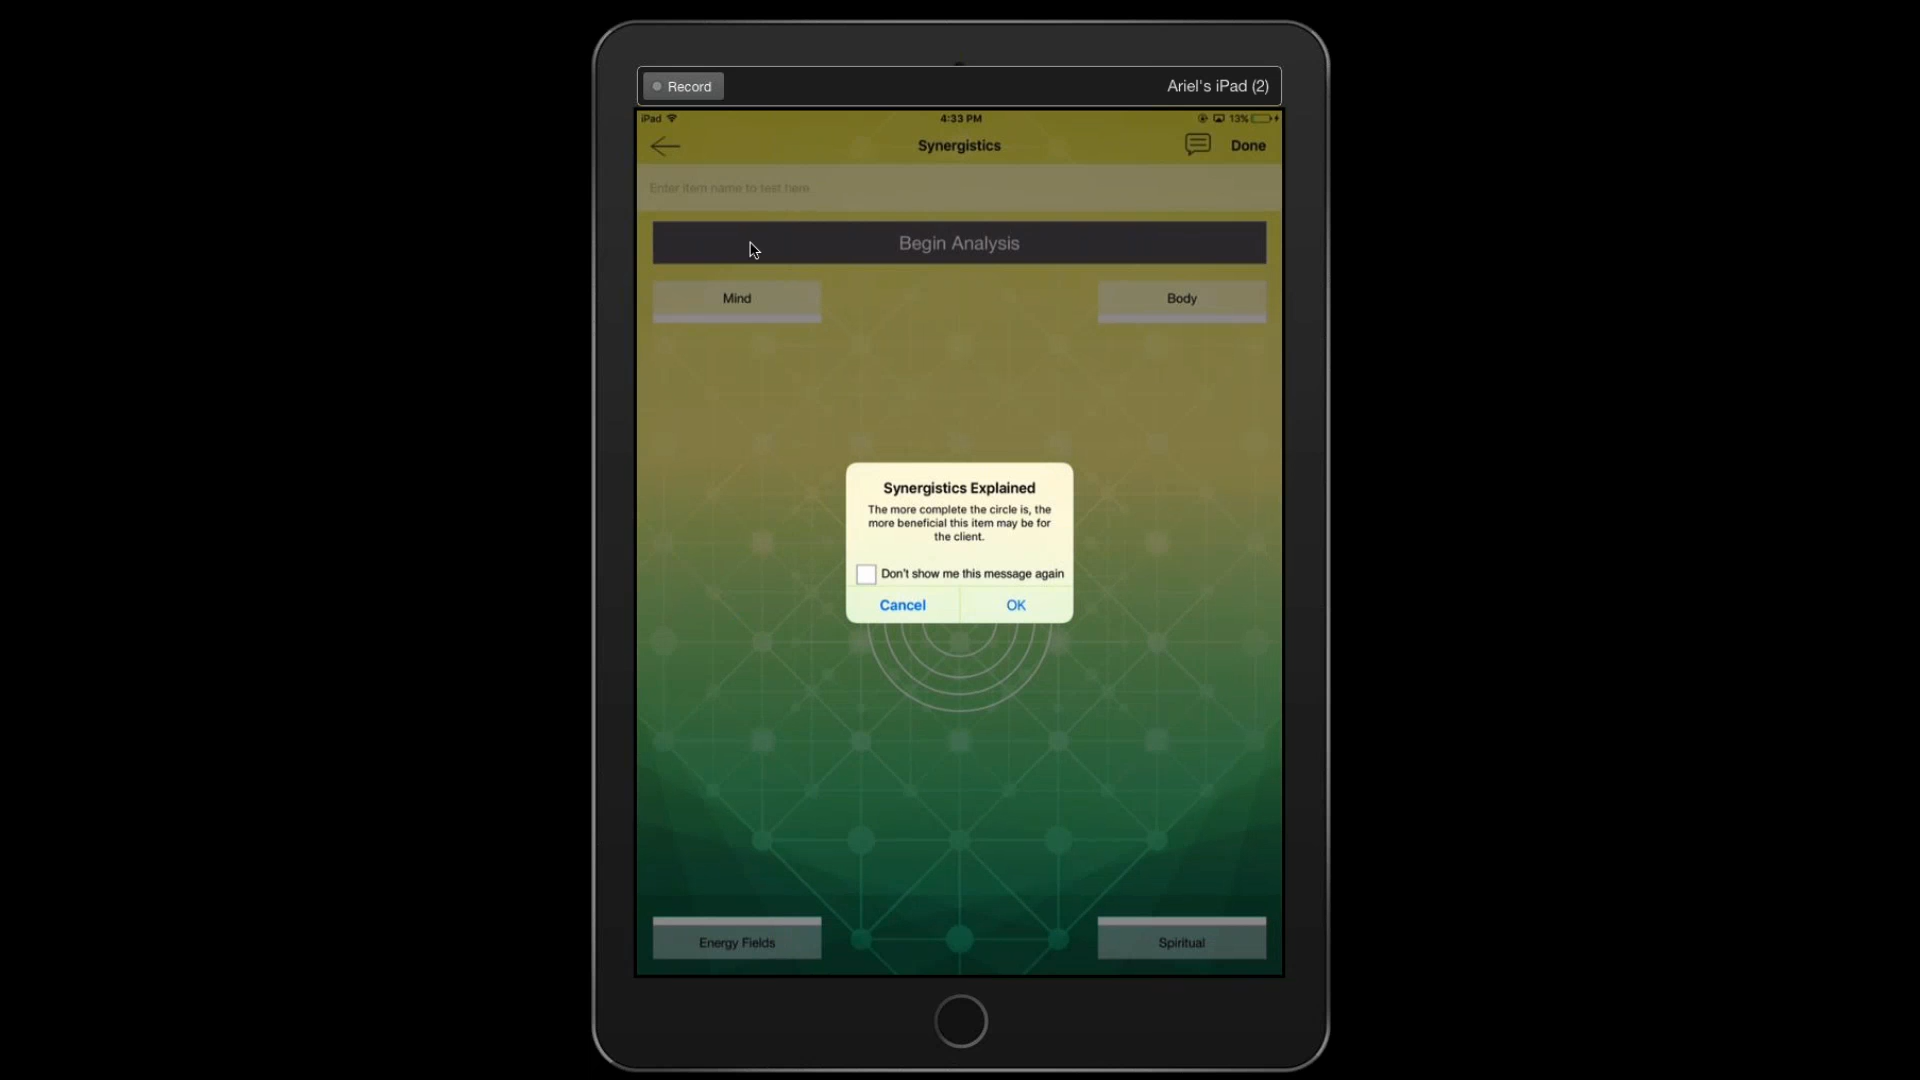 Record
Ariel's iPad (2)
iPad
4:33 PM
13%
Synergistics
Done
Enter item name to test here
Begin Analysis
Mind
Body
Synergistics Explained
The more complete the circle is, the
more beneficial this item may be for
the client.
Don't show me this message again
Cancel
OK
Energy Fields
Spiritual